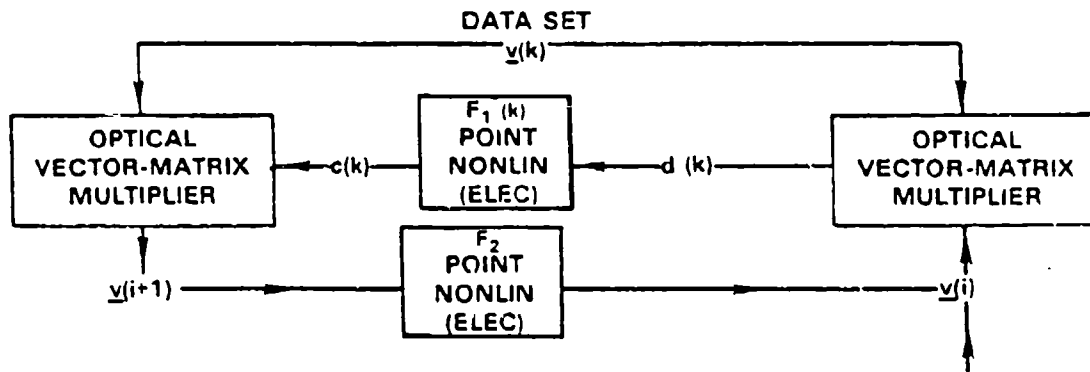 DATA SET
v(k)
OPTICAL
VECTOR-MATRIX
MULTIPLIER
c(k)
F₁ (k)
POINT
NONLIN
(ELEC)
d (k)
OPTICAL
VECTOR-MATRIX
MULTIPLIER
v(i+1)
F₂
POINT
NONLIN
(ELEC)
v(i)